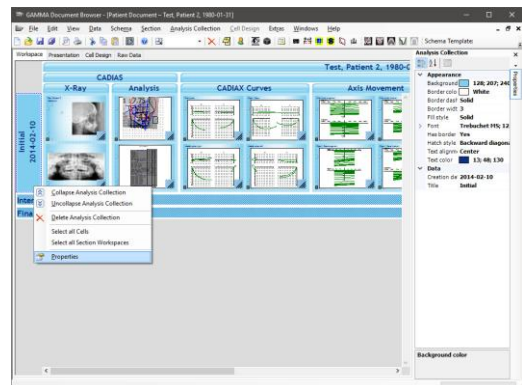 GAMMA Document Browser - [Patient Document - Test, Patient 2, 1980-01-31]
File Edit View Data Schema Section Analysis Collection Cell Design Extras Windows Help
Schema Template:
Workspace Presentation Cell Design Raw Data
Test, Patient 2, 1980-0
CADIAS
X-Ray Analysis CADIAX Curves Axis Movement
Initial
2014-02-10
Inter
Fina
Collapse Analysis Collection
Uncollapse Analysis Collection
Delete Analysis Collection
Select all Cells
Select all Section Workspaces
Properties
Analysis Collection
Properties
Appearance
Background 128; 207; 240
Border colo White
Border dash Solid
Border widt 3
Fill style Solid
Font Trebuchet MS; 12
Has border Yes
Hatch style Backward diagona
Text alignm Center
Text color 13; 48; 130
Data
Creation de 2014-02-10
Title Initial
Background color